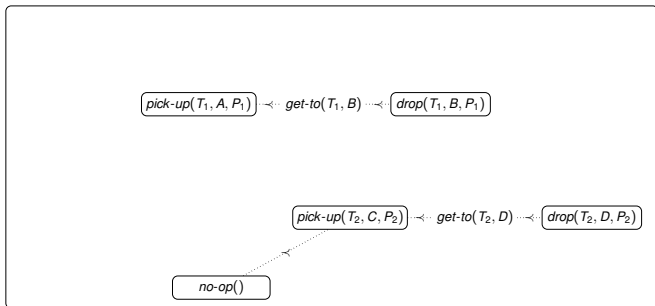 pick-up(T₁, A, P₁) ≺ get-to(T₁, B) ≺ drop(T₁, B, P₁)
pick-up(T₂, C, P₂) ≺ get-to(T₂, D) ≺ drop(T₂, D, P₂)
≺
no-op()